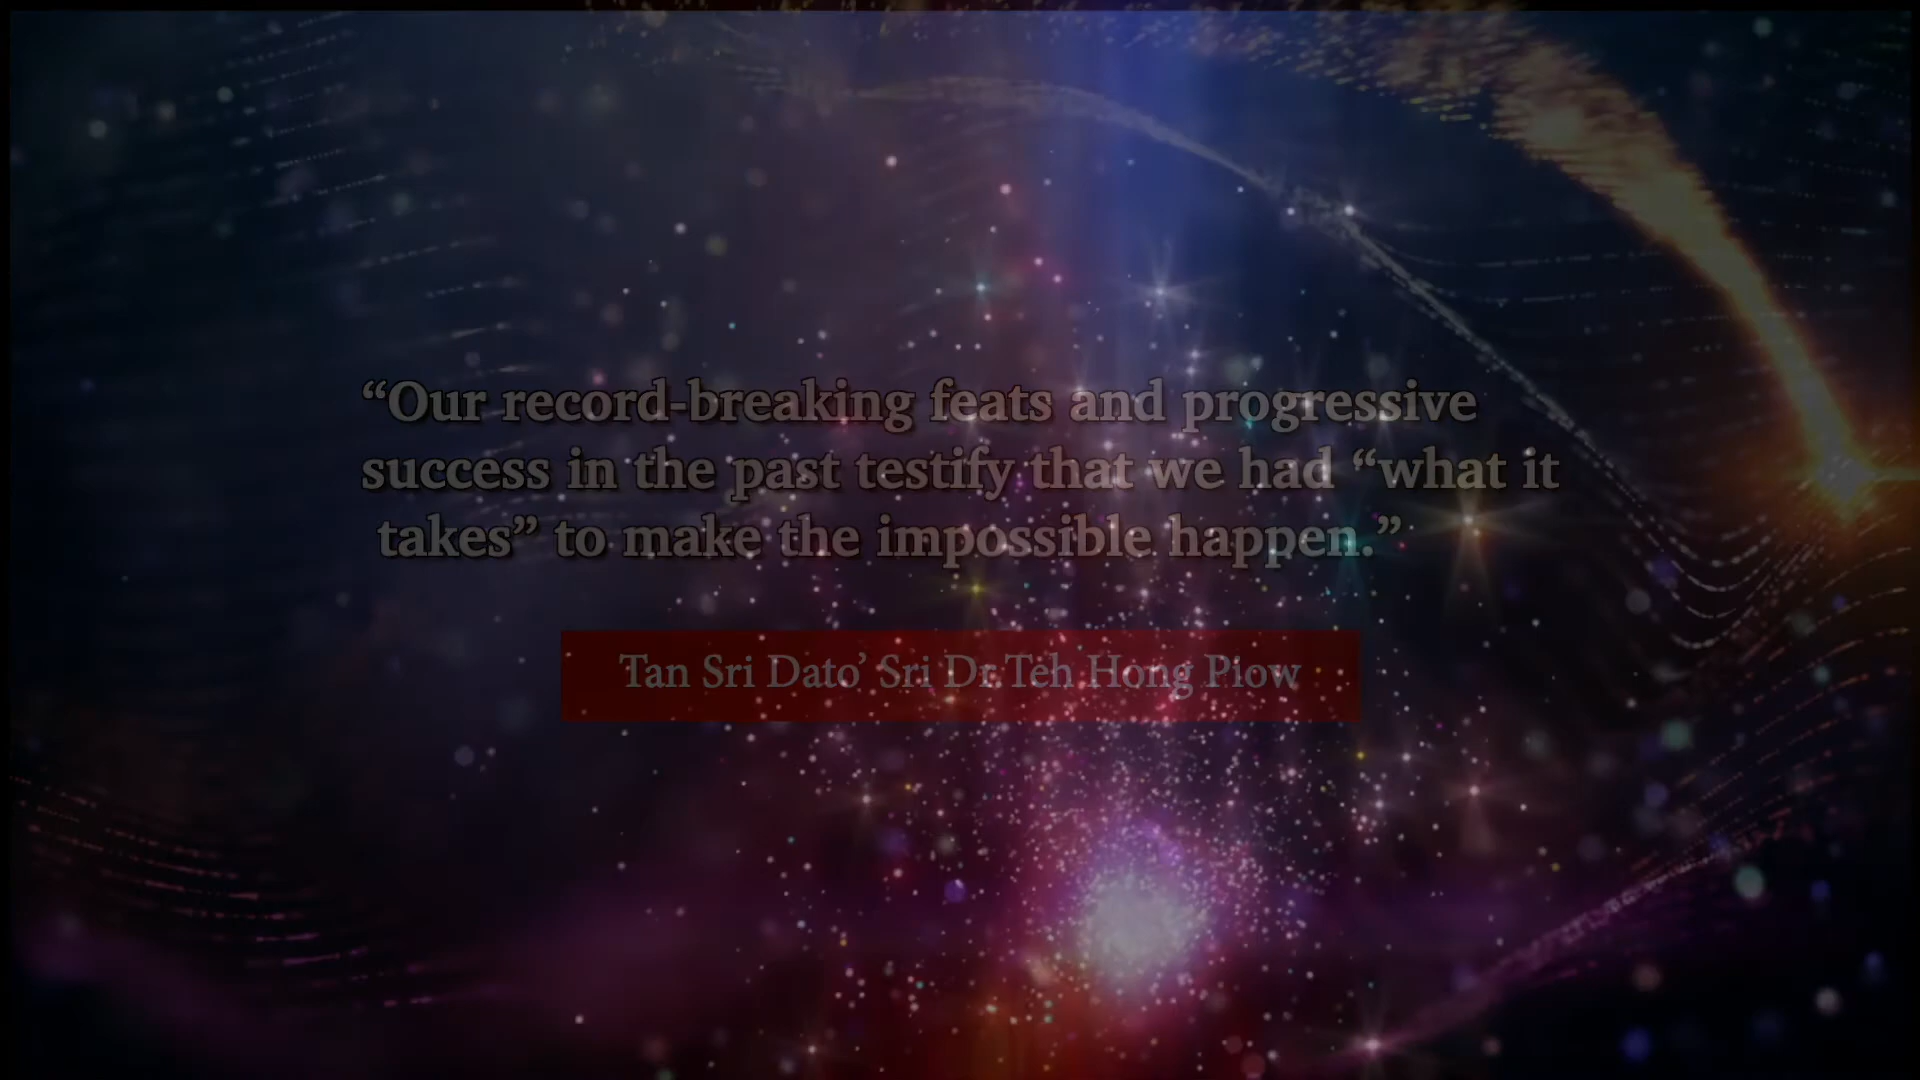 “Our record-breaking feats and progressive
success in the past testify that we had “what it
takes” to make the impossible happen.”
Tan Sri Dato’ Sri Dr.Teh Hong Piow